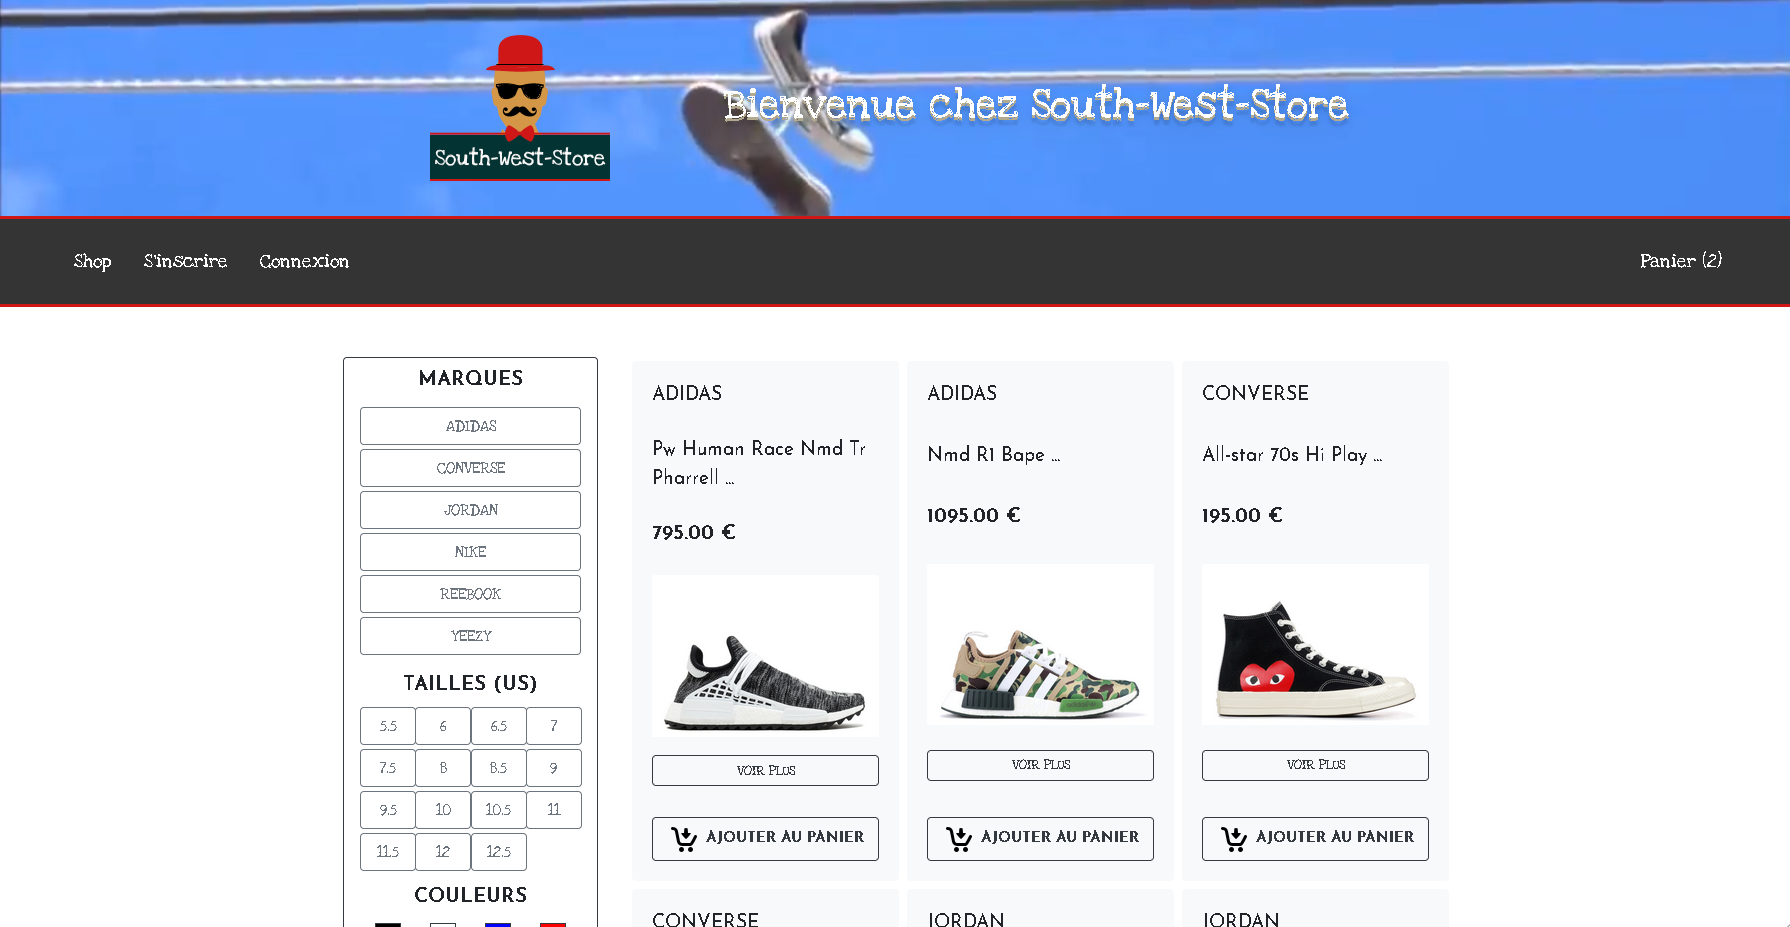 South-West-Store
Bienvenue chez South-West-Store
Shop
S'inscrire
Connexion
Panier (2)
MARQUES
ADIDAS
CONVERSE
JORDAN
NIKE
REEBOOK
YEEZY
TAILLES (US)
5.5 6 6.5 7
7.5 8 8.5 9
9.5 10 10.5 11
11.5 12 12.5
COULEURS
ADIDAS
Pw Human Race Nmd Tr
Pharrell ...
795.00 €
VOIR PLUS
AJOUTER AU PANIER
ADIDAS
Nmd R1 Bape ...
1095.00 €
VOIR PLUS
AJOUTER AU PANIER
CONVERSE
All-star 70s Hi Play ...
195.00 €
VOIR PLUS
AJOUTER AU PANIER
CONVERSE
JORDAN
JORDAN